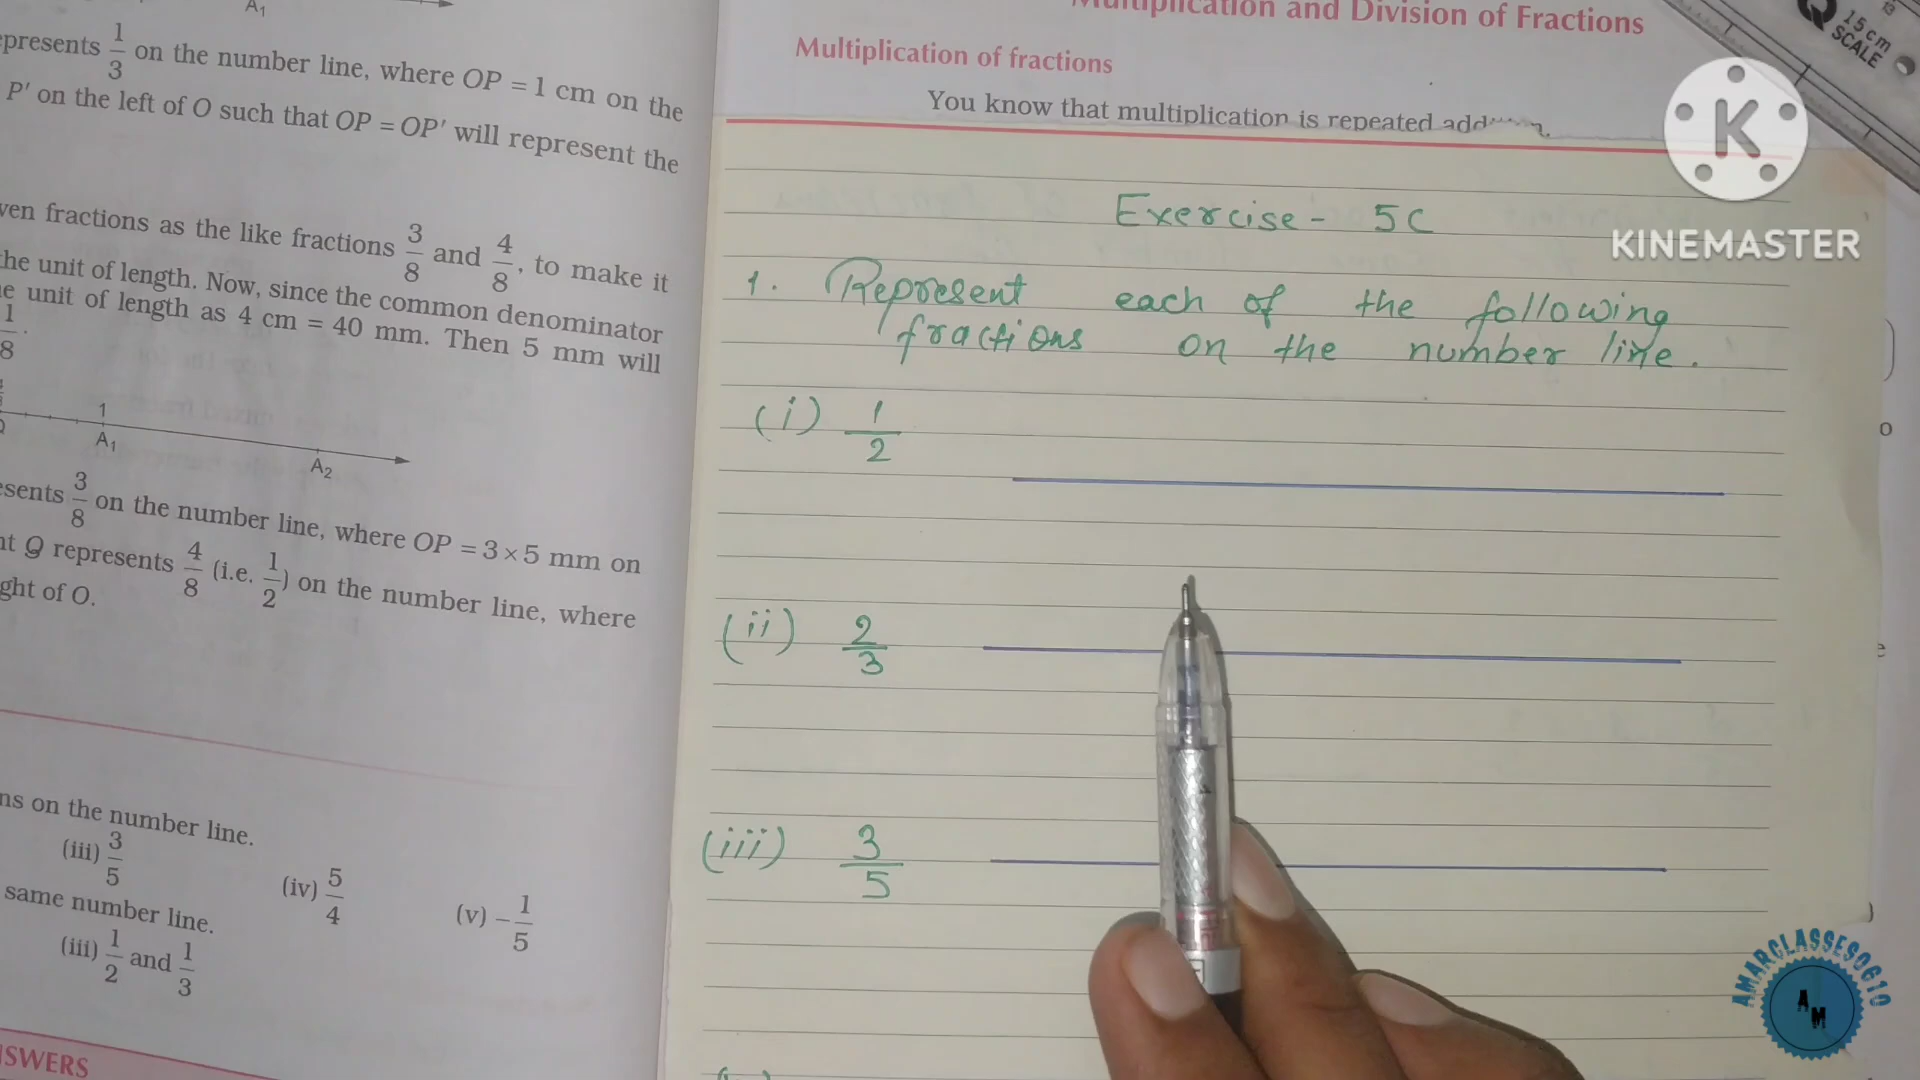 A₁
presents 1/3 on the number line, where OP = 1 cm on the
P′ on the left of O such that OP = OP′ will represent the
ven fractions as the like fractions 3/8 and 4/8, to make it
the unit of length. Now, since the common denominator
e unit of length as 4 cm = 40 mm. Then 5 mm will
1/8.
1
A₁
A₂
esents 3/8 on the number line, where OP = 3 × 5 mm on
nt Q represents 4/8 (i.e. 1/2) on the number line, where
ght of O.
ns on the number line.
(iii) 3/5 (iv) 5/4 (v) −1/5
same number line.
(iii) 1/2 and 1/3
NSWERS
Multiplication and Division of Fractions
Multiplication of fractions
You know that multiplication is repeated
Exercise - 5C
1. Represent each of the following
fractions on the number line.
(i) 1/2
(ii) 2/3
(iii) 3/5
15cm
SCALE
K
KINEMASTER
AMARCLASSES0610
AM